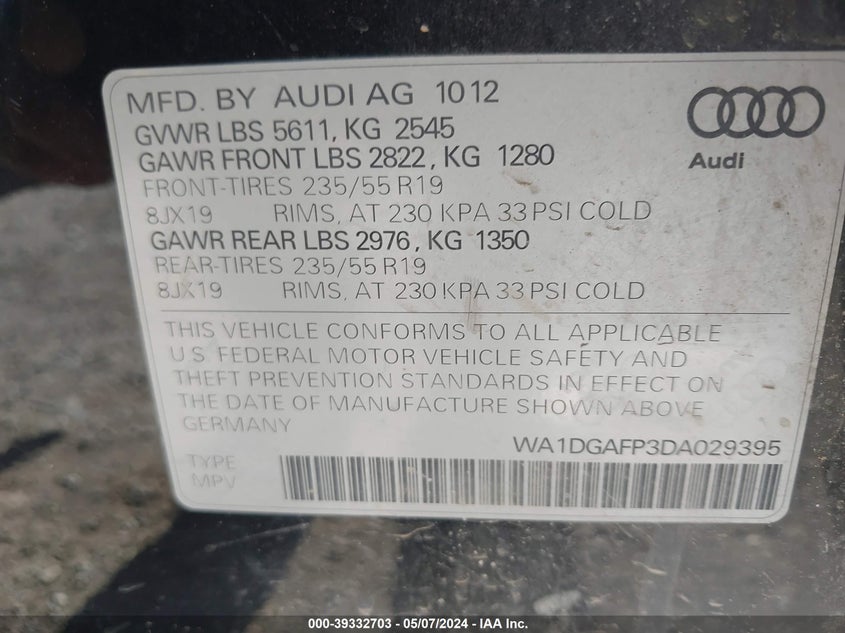 MFD. BY AUDI AG 1012
GVWR LBS 5611, KG 2545
GAWR FRONT LBS 2822, KG 1280
FRONT-TIRES 235/55 R19
8JX19 RIMS, AT 230 KPA 33 PSI COLD
GAWR REAR LBS 2976, KG 1350
REAR-TIRES 235/55 R19
8JX19 RIMS, AT 230 KPA 33 PSI COLD
Audi
THIS VEHICLE CONFORMS TO ALL APPLICABLE
U.S. FEDERAL MOTOR VEHICLE SAFETY AND
THEFT PREVENTION STANDARDS IN EFFECT ON
THE DATE OF MANUFACTURE SHOWN ABOVE
GERMANY
WA1DGAFP3DA029395
TYPE
MPV
000-39332703 - 05/07/2024 - IAA Inc.